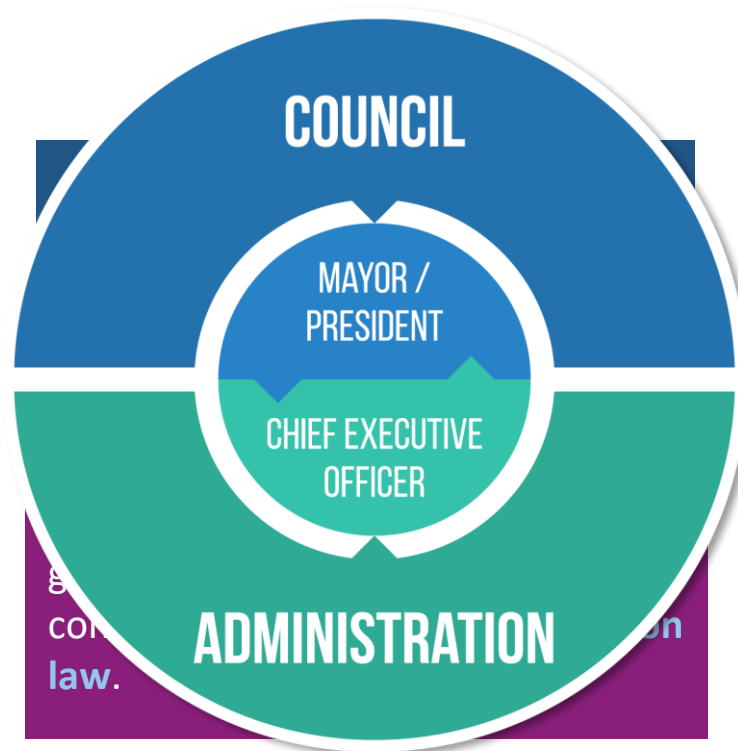 COUNCIL
MAYOR /
PRESIDENT
CHIEF EXECUTIVE
OFFICER
ADMINISTRATION
law.